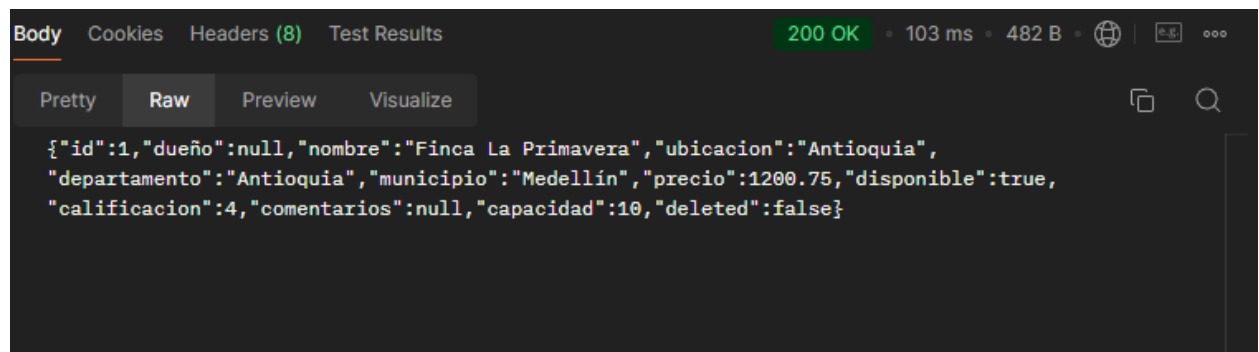 Body Cookies Headers (8) Test Results 200 OK 103 ms 482 B e.g.
Pretty Raw Preview Visualize
{"id":1,"dueño":null,"nombre":"Finca La Primavera","ubicacion":"Antioquia",
"departamento":"Antioquia","municipio":"Medellín","precio":1200.75,"disponible":true,
"calificacion":4,"comentarios":null,"capacidad":10,"deleted":false}